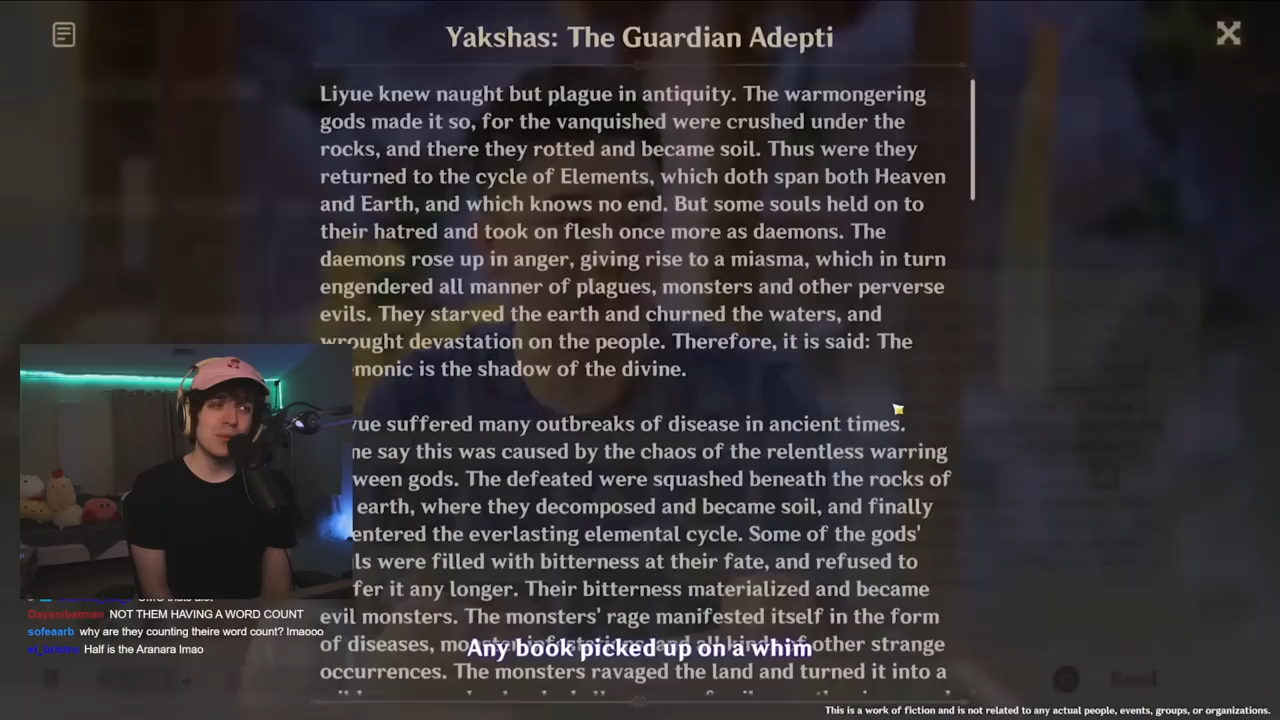 Yakshas: The Guardian Adepti
Liyue knew naught but plague in antiquity. The warmongering
gods made it so, for the vanquished were crushed under the
rocks, and there they rotted and became soil. Thus were they
returned to the cycle of Elements, which doth span both Heaven
and Earth, and which knows no end. But some souls held on to
their hatred and took on flesh once more as daemons. The
daemons rose up in anger, giving rise to a miasma, which in turn
engendered all manner of plagues, monsters and other perverse
evils. They starved the earth and churned the waters, and
wrought devastation on the people. Therefore, it is said: The
emonic is the shadow of the divine.
yue suffered many outbreaks of disease in ancient times.
ne say this was caused by the chaos of the relentless warring
ween gods. The defeated were squashed beneath the rocks of
earth, where they decomposed and became soil, and finally
entered the everlasting elemental cycle. Some of the gods'
ls were filled with bitterness at their fate, and refused to
fer it any longer. Their bitterness materialized and became
evil monsters. The monsters' rage manifested itself in the form
of diseases, and all kinds of other strange
Any book picked up on a whim
occurrences. The monsters ravaged the land and turned it into a
Daysnibatman NOT THEM HAVING A WORD COUNT
sofeaarb why are they counting theire word count? lmaooo
Half is the Aranara lmao
Read
This is a work of fiction and is not related to any actual people, events, groups, or organizations.